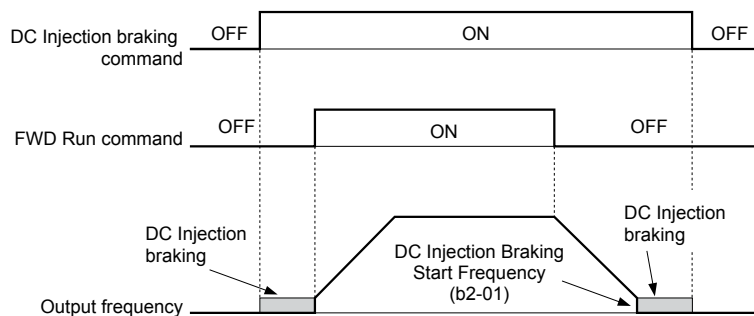 DC Injection braking
command
OFF
ON
OFF
FWD Run command
OFF
ON
OFF
DC Injection
braking
DC Injection Braking
Start Frequency
(b2-01)
DC Injection
braking
Output frequency